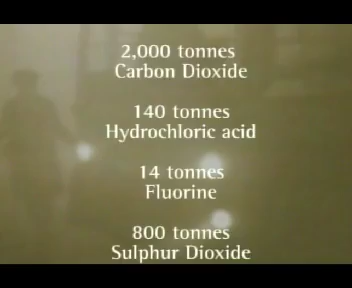 2,000 tonnes
Carbon Dioxide
140 tonnes
Hydrochloric acid
14 tonnes
Fluorine
800 tonnes
Sulphur Dioxide